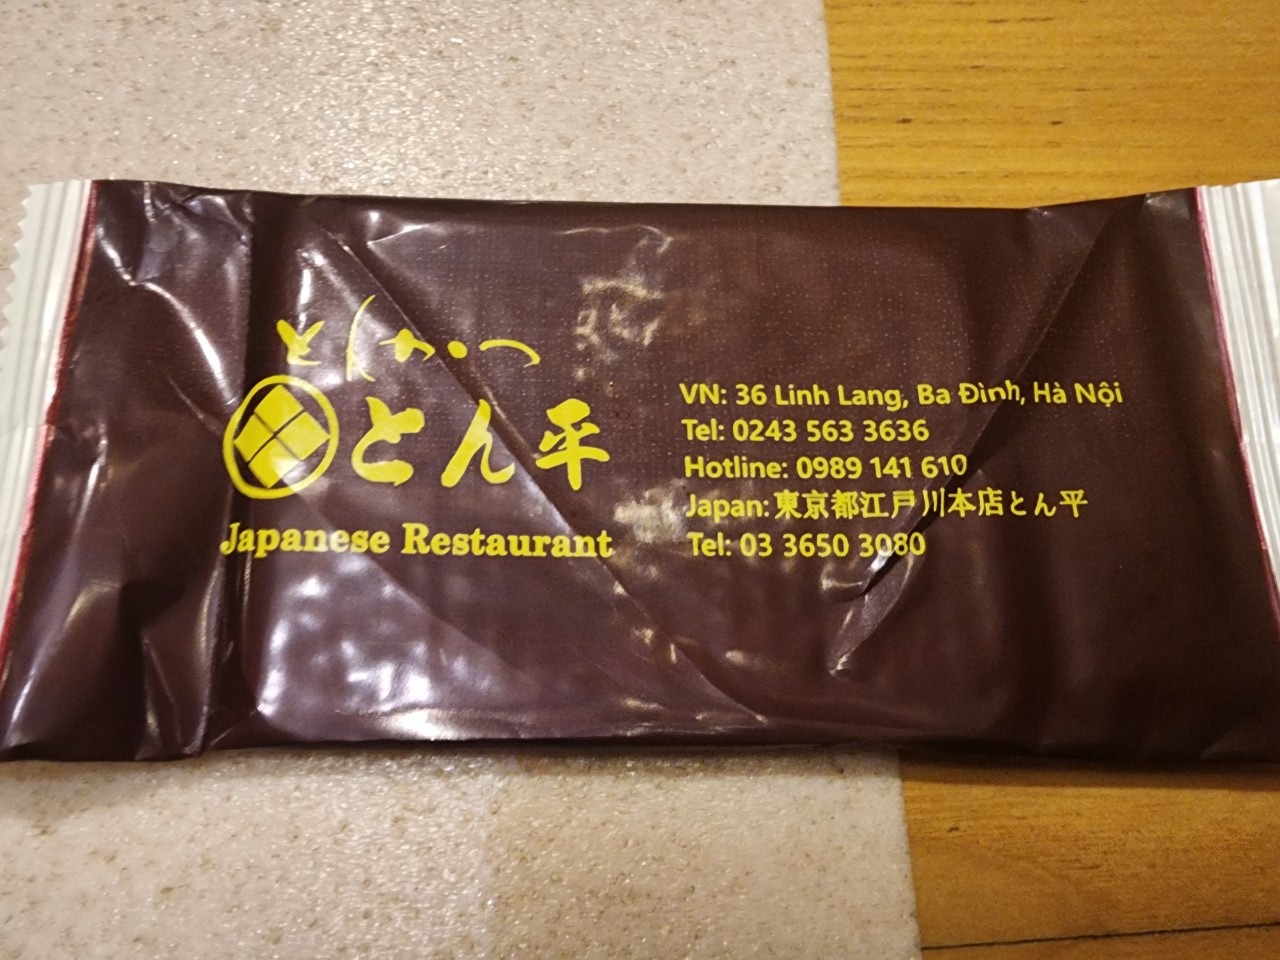 とんかつ
とん平
Japanese Restaurant
VN: 36 Linh Lang, Ba Đình, Hà Nội
Tel: 0243 563 3636
Hotline: 0989 141 610
Japan:東京都江戸川本店とん平
Tel: 03 3650 3080